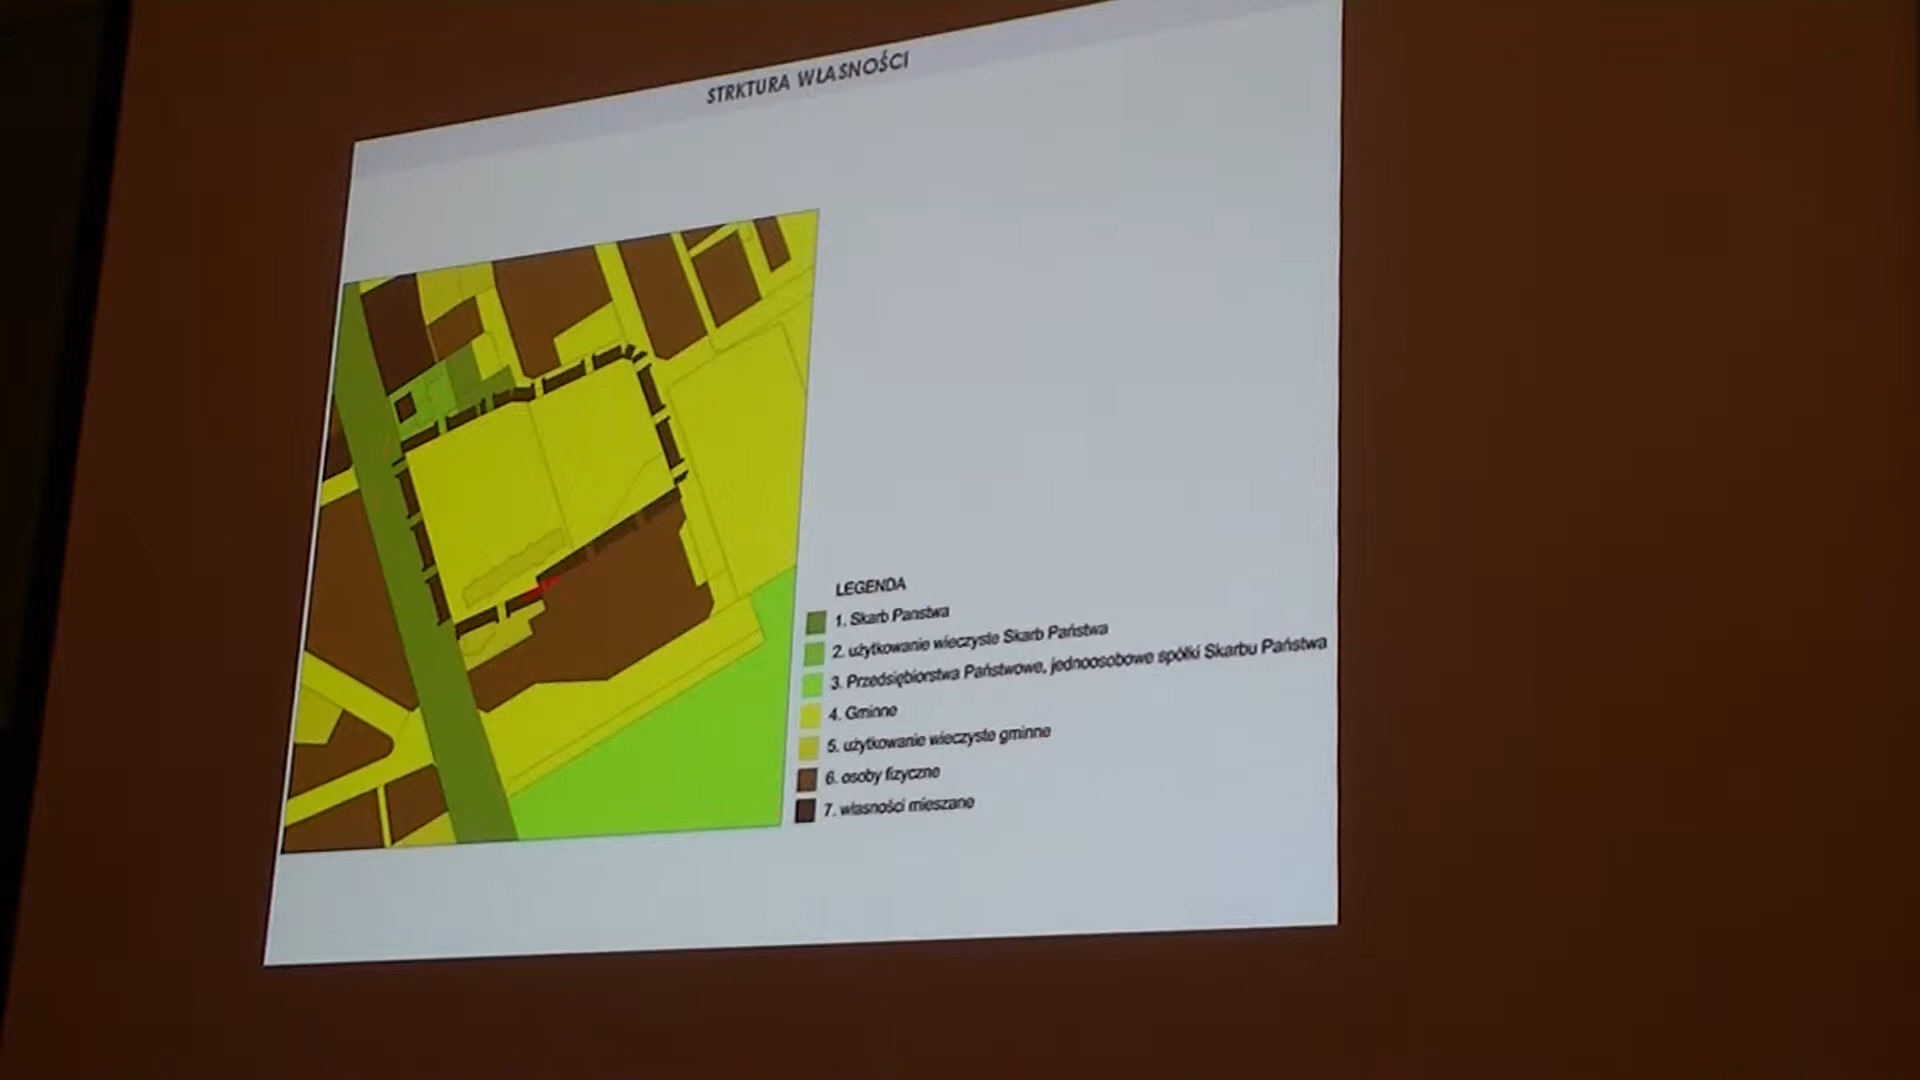 STRKTURA WŁASNOŚCI
LEGENDA
1. Skarb Panstwa
2. użytkowanie wieczyste Skarb Państwa
3. Przedsiębiorstwa Państwowe, jednoosobowe spółki Skarbu Państwa
4. Gminne
5. użytkowanie wieczyste gminne
6. osoby fizyczne
7. własności mieszane